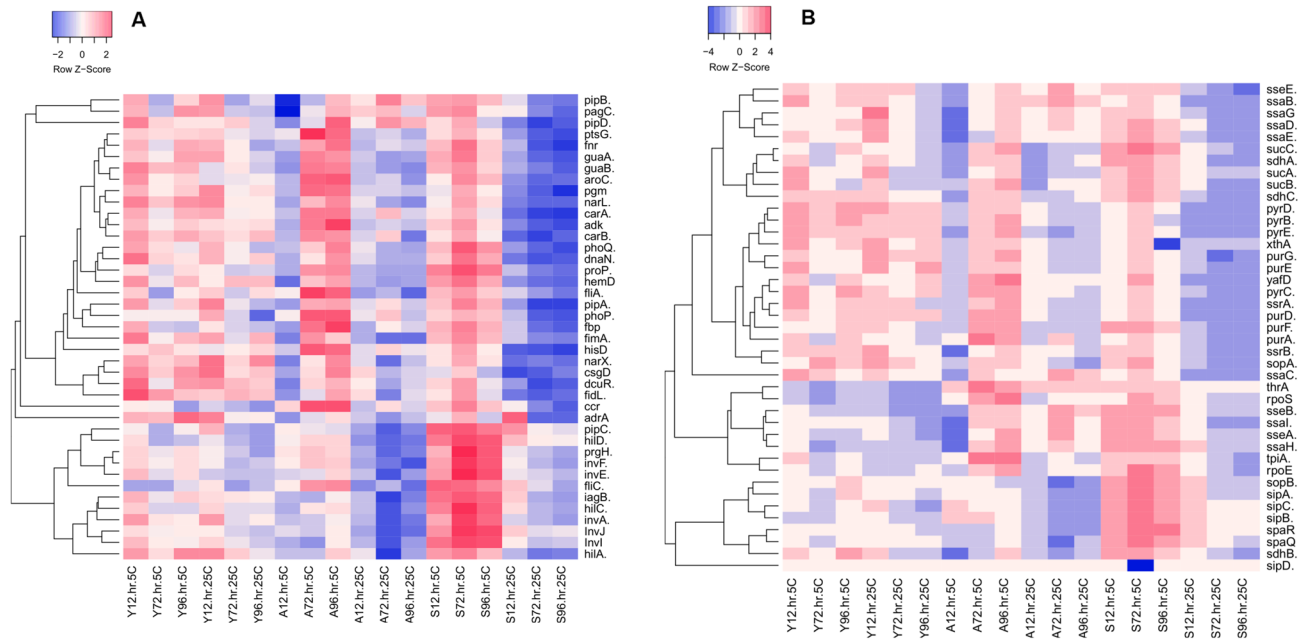 A
−2 0 2
Row Z−Score
pipB.
pagC.
pipD.
ptsG.
fnr
guaA.
guaB.
aroC.
pgm
narL.
carA.
adk
carB.
phoQ.
dnaN.
proP.
hemD
fliA.
pipA.
phoP.
fbp
fimA.
hisD
narX.
csgD
dcuR.
fidL.
ccr
adrA
pipC.
hilD.
prgH.
invF.
invE.
fliC.
iagB.
hilC.
invA.
InvJ
InvI
hilA.
Y12.hr.5C
Y72.hr.5C
Y96.hr.5C
Y12.hr.25C
Y72.hr.25C
Y96.hr.25C
A12.hr.5C
A72.hr.5C
A96.hr.5C
A12.hr.25C
A72.hr.25C
A96.hr.25C
S12.hr.5C
S72.hr.5C
S96.hr.5C
S12.hr.25C
S72.hr.25C
S96.hr.25C
B
−4 −2 0 2 4
Row Z−Score
sseE.
ssaB.
ssaG
ssaD.
ssaE.
sucC.
sdhA.
sucA.
sucB.
sdhC.
pyrD.
pyrB.
pyrE.
xthA
purG.
purE
yafD
pyrC.
ssrA.
purD.
purF.
purA.
ssrB.
sopA.
ssaC.
thrA
rpoS
sseB.
ssaI.
sseA.
ssaH.
tpiA.
rpoE
sopB.
sipA.
sipC.
sipB.
spaR
spaQ
sdhB.
sipD.
Y12.hr.5C
Y72.hr.5C
Y96.hr.5C
Y12.hr.25C
Y72.hr.25C
Y96.hr.25C
A12.hr.5C
A72.hr.5C
A96.hr.5C
A12.hr.25C
A72.hr.25C
A96.hr.25C
S12.hr.5C
S72.hr.5C
S96.hr.5C
S12.hr.25C
S72.hr.25C
S96.hr.25C